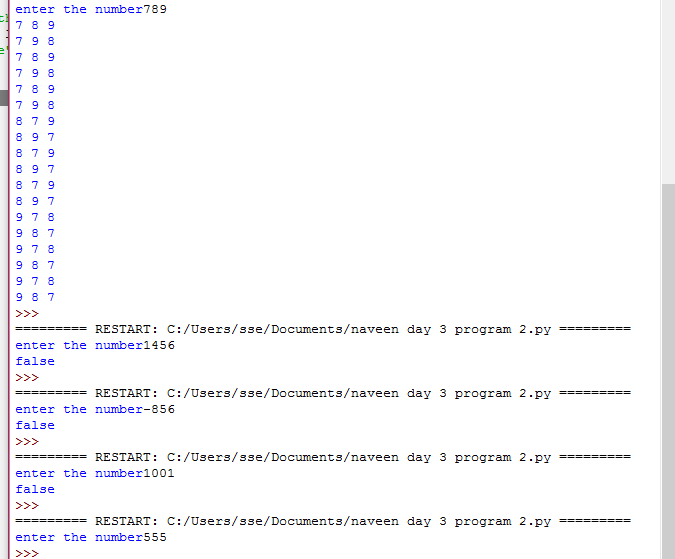 enter the number789
7 8 9
7 9 8
7 8 9
7 9 8
7 8 9
7 9 8
8 7 9
8 9 7
8 7 9
8 9 7
8 7 9
8 9 7
9 7 8
9 8 7
9 7 8
9 8 7
9 7 8
9 8 7
>>>
========= RESTART: C:/Users/sse/Documents/naveen day 3 program 2.py =========
enter the number1456
false
>>>
========= RESTART: C:/Users/sse/Documents/naveen day 3 program 2.py =========
enter the number-856
false
>>>
========= RESTART: C:/Users/sse/Documents/naveen day 3 program 2.py =========
enter the number1001
false
>>>
========= RESTART: C:/Users/sse/Documents/naveen day 3 program 2.py =========
enter the number555
>>>